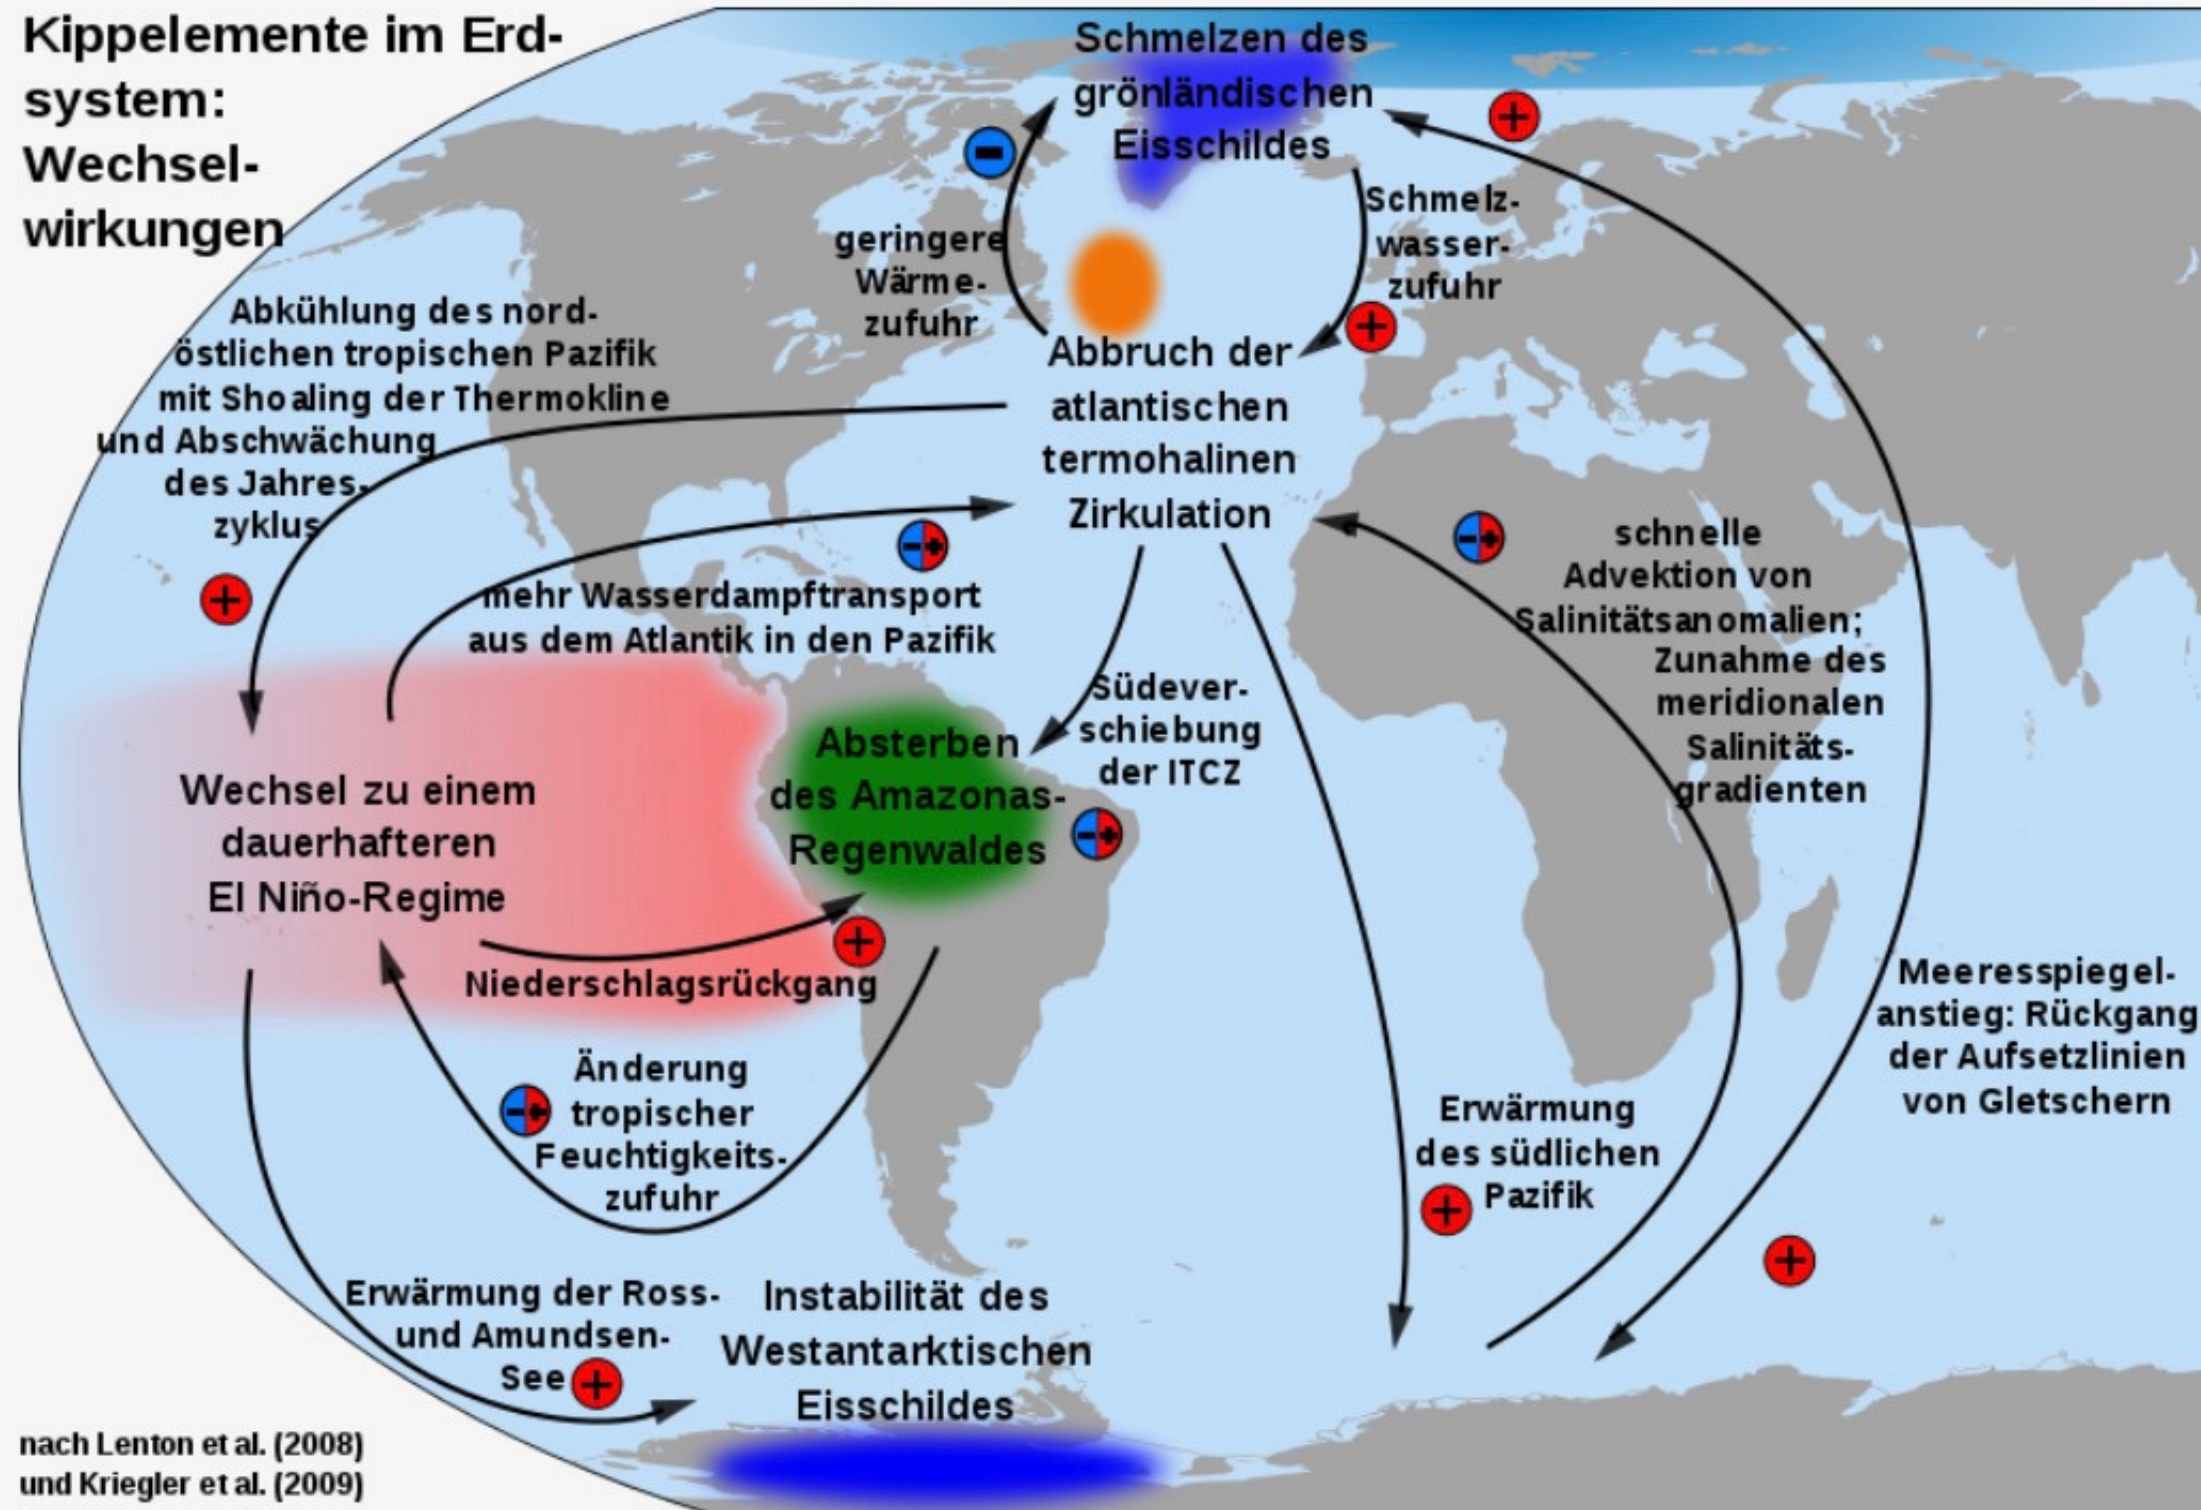 Kippelemente im Erd-
system:
Wechsel-
wirkungen
Schmelzen des
grönländischen
Eisschildes
geringere
Wärme-
zufuhr
Schmelz-
wasser-
zufuhr
Abkühlung des nord-
östlichen tropischen Pazifik
mit Shoaling der Thermokline
und Abschwächung
des Jahres-
zyklus
Abbruch der
atlantischen
termohalinen
Zirkulation
mehr Wasserdampftransport
aus dem Atlantik in den Pazifik
schnelle
Advektion von
Salinitätsanomalien;
Zunahme des
meridionalen
Salinitäts-
gradienten
Südever-
schiebung
der ITCZ
Absterben
des Amazonas-
Regenwaldes
Wechsel zu einem
dauerhafteren
El Niño-Regime
Niederschlagsrückgang
Änderung
tropischer
Feuchtigkeits-
zufuhr
Meeresspiegel-
anstieg: Rückgang
der Aufsetzlinien
von Gletschern
Erwärmung
des südlichen
Pazifik
Erwärmung der Ross-
und Amundsen-
See
Instabilität des
Westantarktischen
Eisschildes
nach Lenton et al. (2008)
und Kriegler et al. (2009)